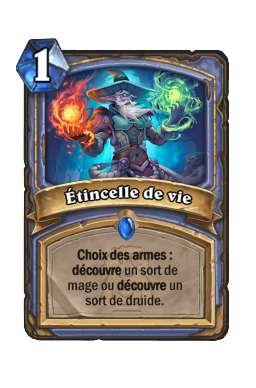 1
Étincelle de vie
Choix des armes :
découvre un sort de
mage ou découvre un
sort de druide.